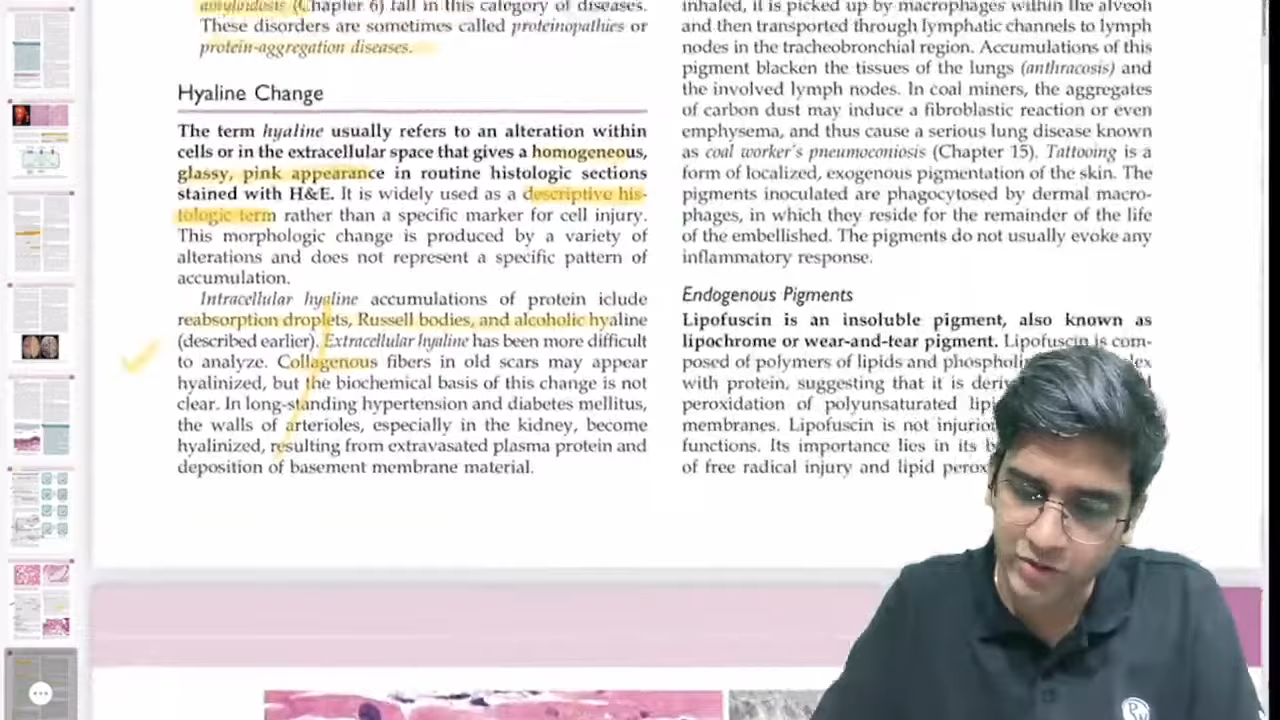 amyloidosis (Chapter 6) fall in this category of diseases.
These disorders are sometimes called proteinopathies or
protein-aggregation diseases.
Hyaline Change
The term hyaline usually refers to an alteration within
cells or in the extracellular space that gives a homogeneous,
glassy, pink appearance in routine histologic sections
stained with H&E. It is widely used as a descriptive his-
tologic term rather than a specific marker for cell injury.
This morphologic change is produced by a variety of
alterations and does not represent a specific pattern of
accumulation.
Intracellular hyaline accumulations of protein iclude
reabsorption droplets, Russell bodies, and alcoholic hyaline
(described earlier). Extracellular hyaline has been more difficult
to analyze. Collagenous fibers in old scars may appear
hyalinized, but the biochemical basis of this change is not
clear. In long-standing hypertension and diabetes mellitus,
the walls of arterioles, especially in the kidney, become
hyalinized, resulting from extravasated plasma protein and
deposition of basement membrane material.
inhaled, it is picked up by macrophages within the alveoli
and then transported through lymphatic channels to lymph
nodes in the tracheobronchial region. Accumulations of this
pigment blacken the tissues of the lungs (anthracosis) and
the involved lymph nodes. In coal miners, the aggregates
of carbon dust may induce a fibroblastic reaction or even
emphysema, and thus cause a serious lung disease known
as coal worker's pneumoconiosis (Chapter 15). Tattooing is a
form of localized, exogenous pigmentation of the skin. The
pigments inoculated are phagocytosed by dermal macro-
phages, in which they reside for the remainder of the life
of the embellished. The pigments do not usually evoke any
inflammatory response.
Endogenous Pigments
Lipofuscin is an insoluble pigment, also known as
lipochrome or wear-and-tear pigment. Lipofuscin is com-
posed of polymers of lipids and
with protein, suggesting that it is
peroxidation of polyunsaturated
membranes. Lipofuscin is not
functions. Its importance lies in its
of free radical injury and lipid